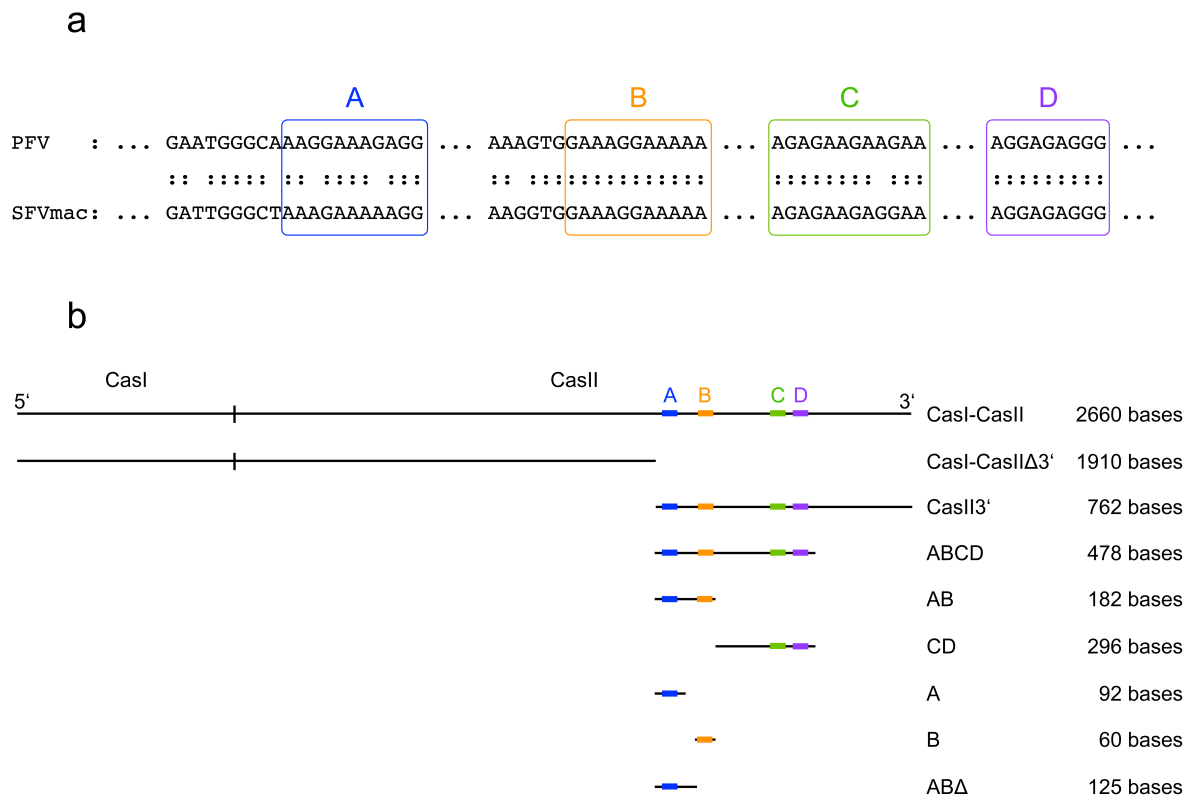 a
A B C D
PFV : ... GAATGGGCAAAGGAAAGAGG ... AAAGTGGAAAGGAAAAA ... AGAGAAGAAGAA ... AGGAGAGGG ...
:: ::::: :: :::: ::: :: ::::::::::::::: :::::::: ::: :::::::::
SFVmac: ... GATTGGGCTAAAGAAAAAGG ... AAGGTGGAAAGGAAAAA ... AGAGAAGAGGAA ... AGGAGAGGG ...
b
CasI CasII
5‘ A B C D 3‘
CasI-CasII 2660 bases
CasI-CasIIΔ3‘ 1910 bases
CasII3‘ 762 bases
ABCD 478 bases
AB 182 bases
CD 296 bases
A 92 bases
B 60 bases
ABΔ 125 bases